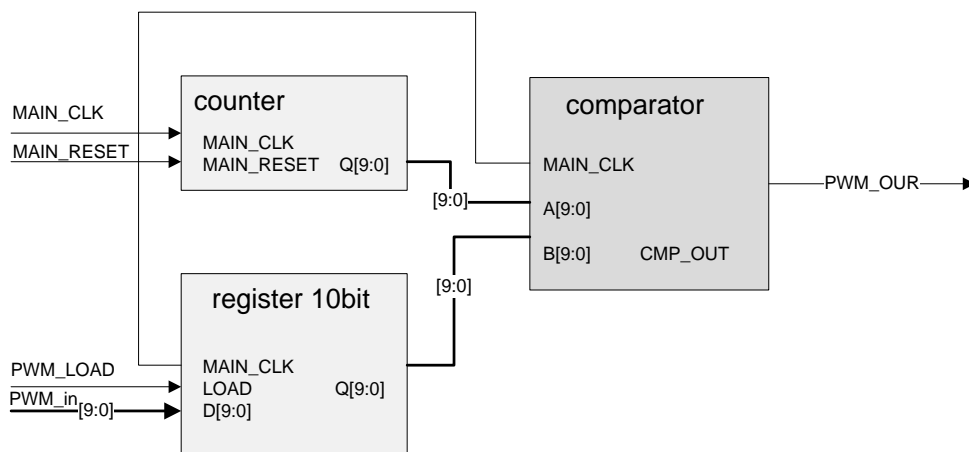 counter
comparator
MAIN_CLK
MAIN_RESET
MAIN_CLK
MAIN_RESET Q[9:0]
MAIN_CLK
PWM_OUR
[9:0]
A[9:0]
B[9:0] CMP_OUT
[9:0]
register 10bit
PWM_LOAD
MAIN_CLK
LOAD Q[9:0]
PWM_in[9:0]
D[9:0]